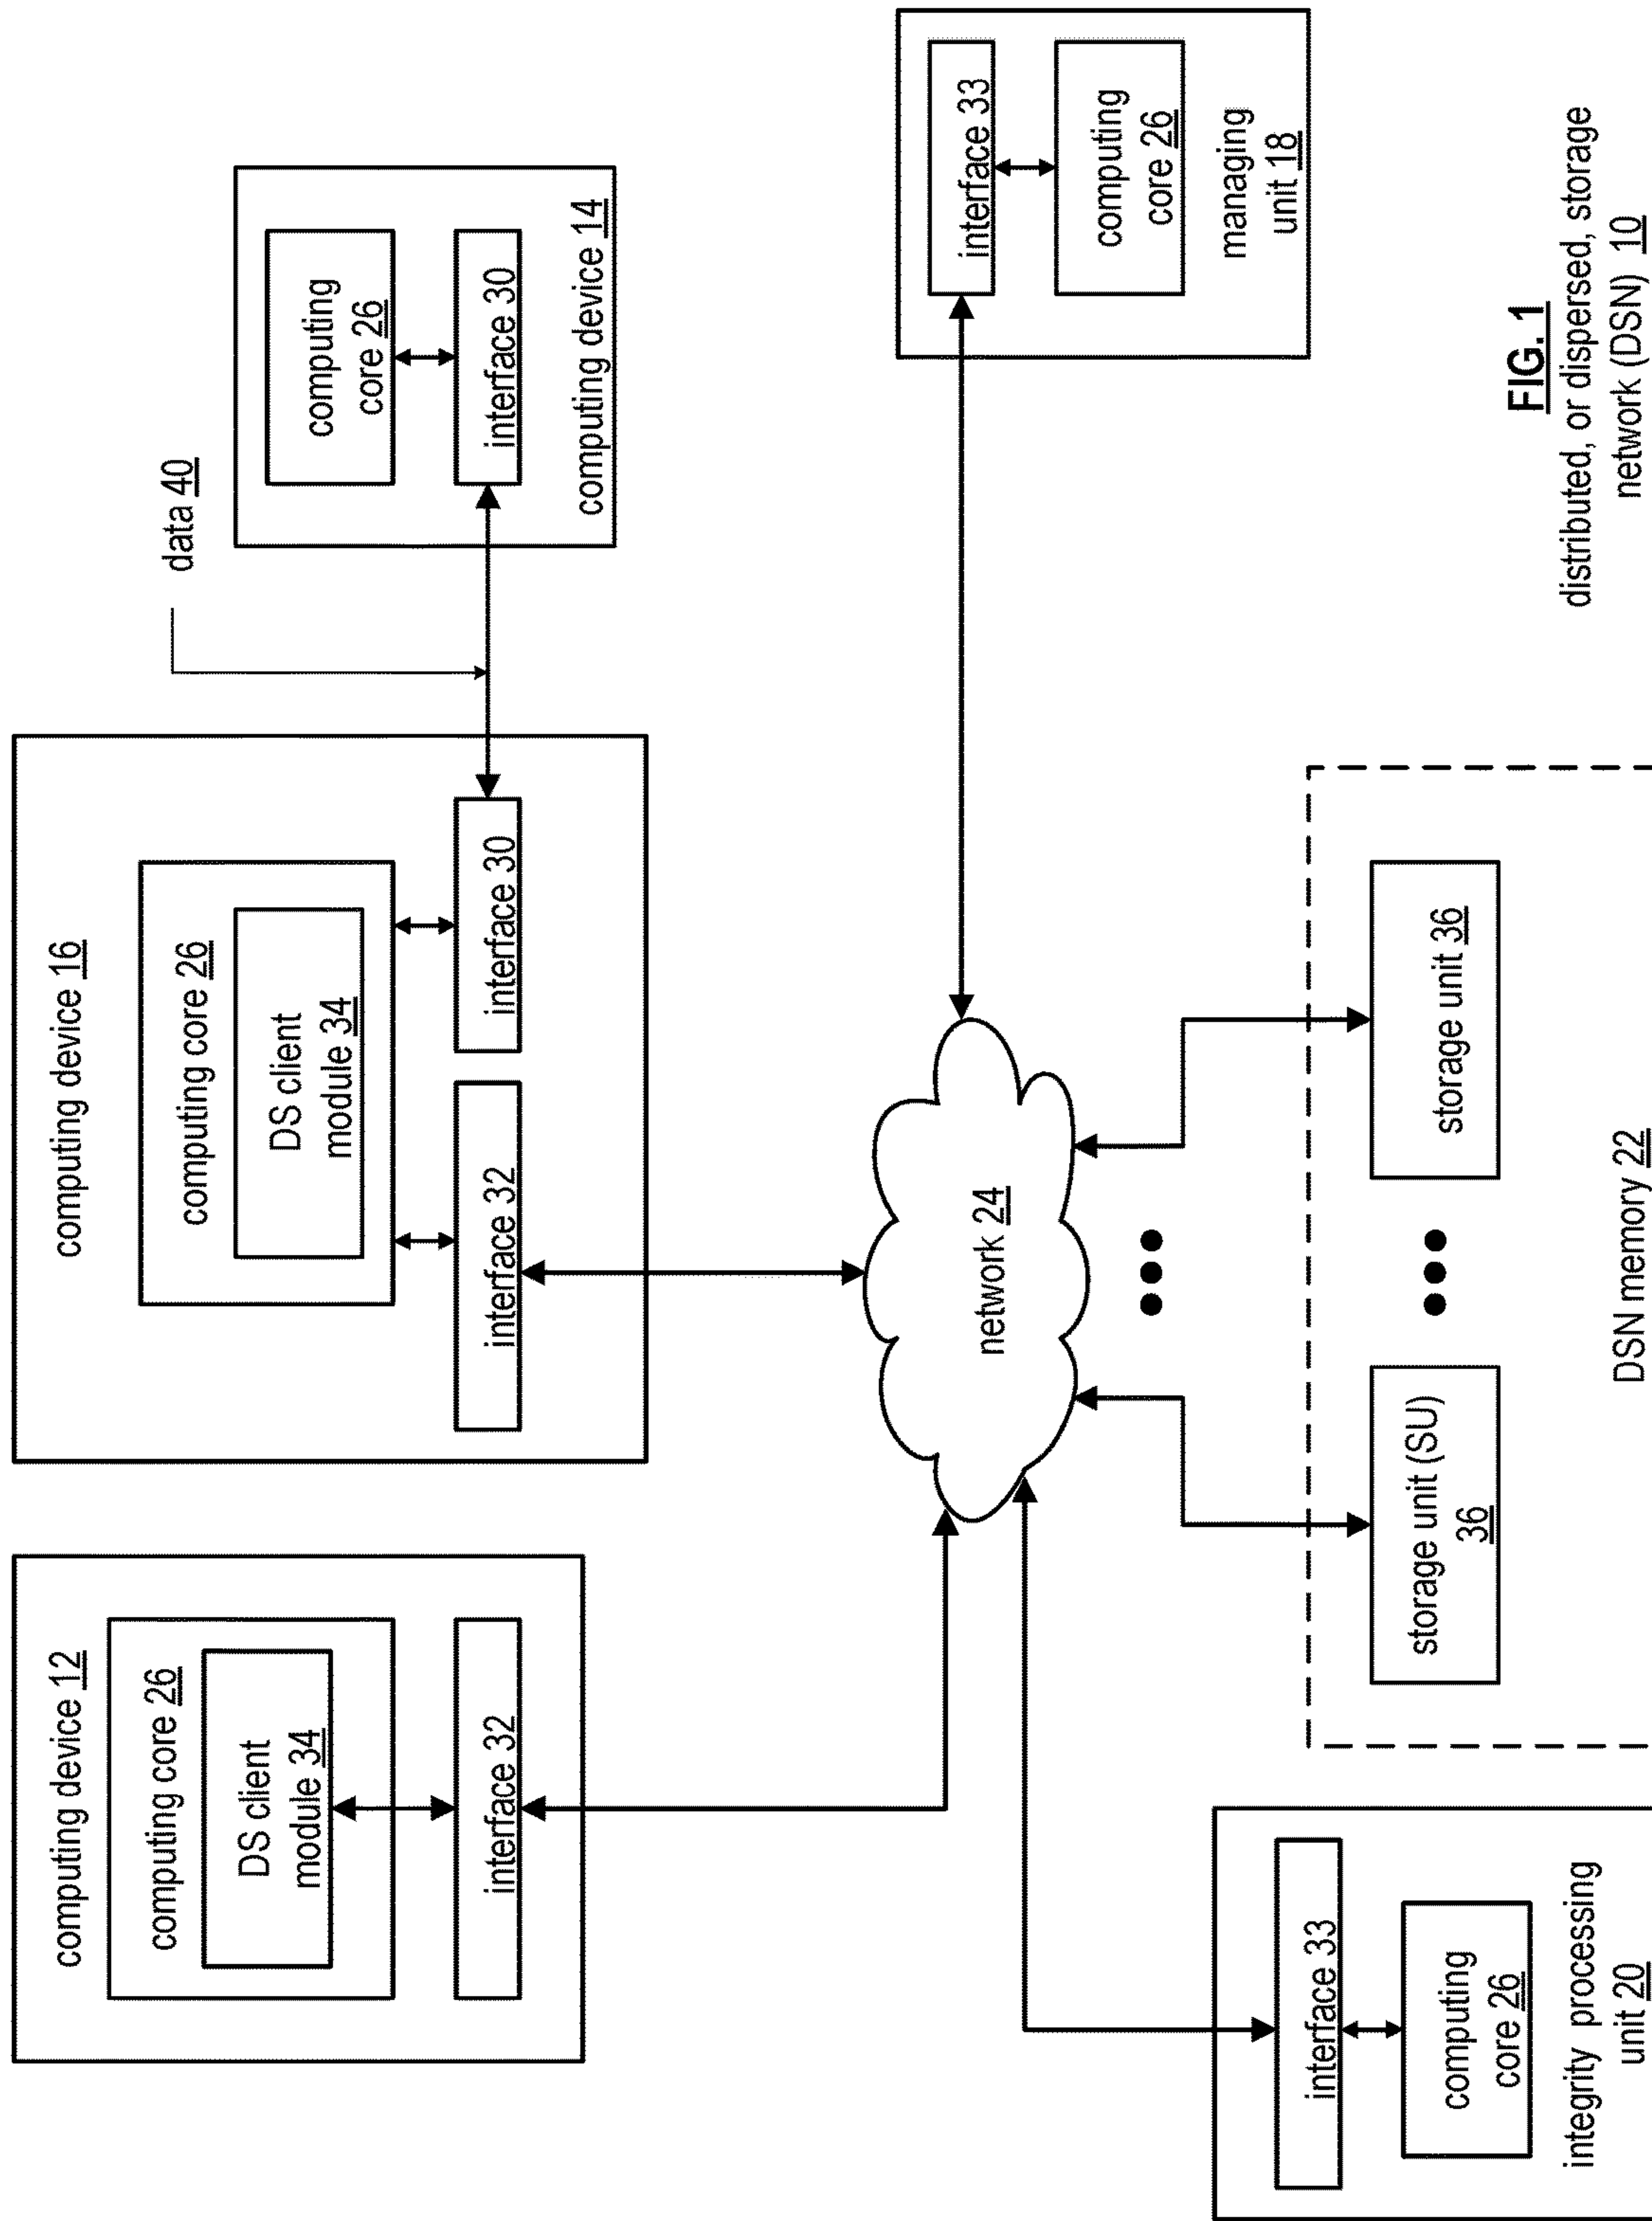 computing device 12
computing core 26
DS client
module 34
interface 32
computing device 16
computing core 26
DS client
module 34
interface 32
interface 30
data 40
computing
core 26
interface 30
computing device 14
network 24
interface 33
computing
core 26
managing
unit 18
interface 33
computing
core 26
integrity processing
unit 20
storage unit (SU)
36
storage unit 36
DSN memory 22
FIG. 1
distributed, or dispersed, storage
network (DSN) 10